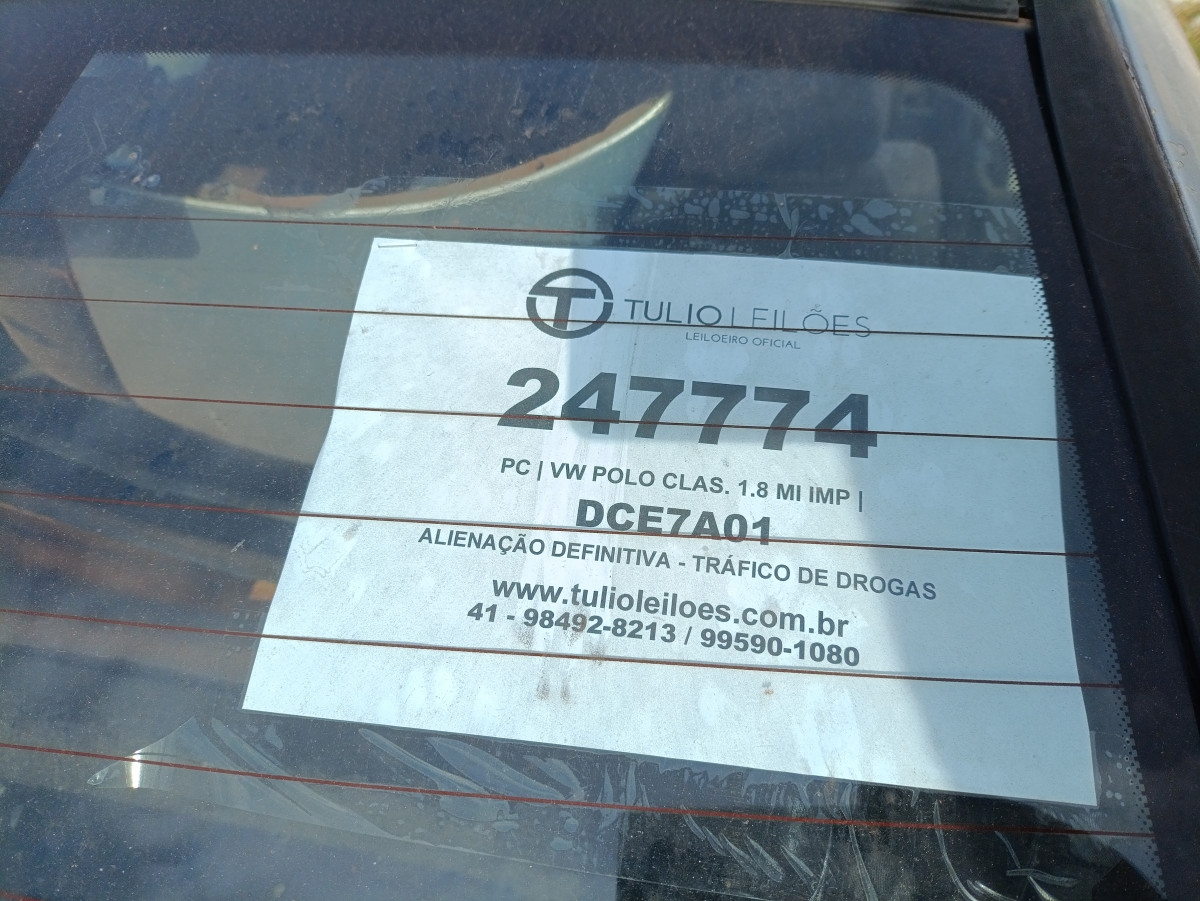 TULIO LEILÕES
LEILOEIRO OFICIAL
247774
PC | VW POLO CLAS. 1.8 MI IMP |
DCE7A01
ALIENAÇÃO DEFINITIVA - TRÁFICO DE DROGAS
www.tulioleiloes.com.br
41 - 98492-8213 / 99590-1080